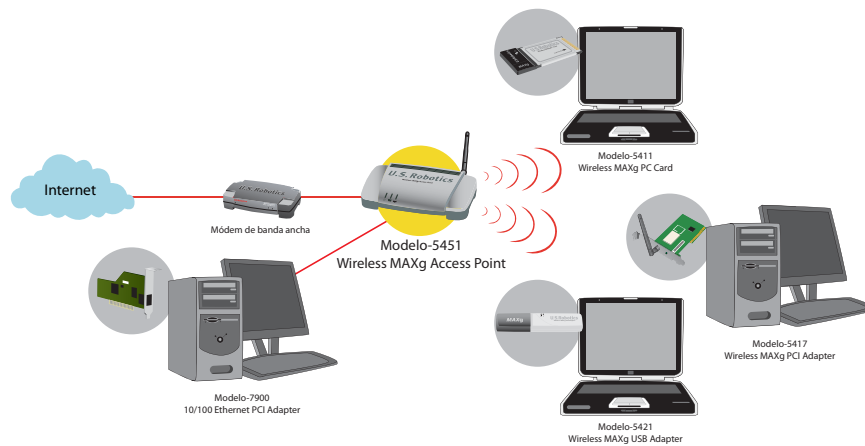 Internet
U.S. Robotics
Módem de banda ancha
Modelo-5451
Wireless MAXg Access Point
Modelo-5411
Wireless MAXg PC Card
Modelo-5417
Wireless MAXg PCI Adapter
MAXg
U.S.Robotics
Modelo-7900
10/100 Ethernet PCI Adapter
Modelo-5421
Wireless MAXg USB Adapter